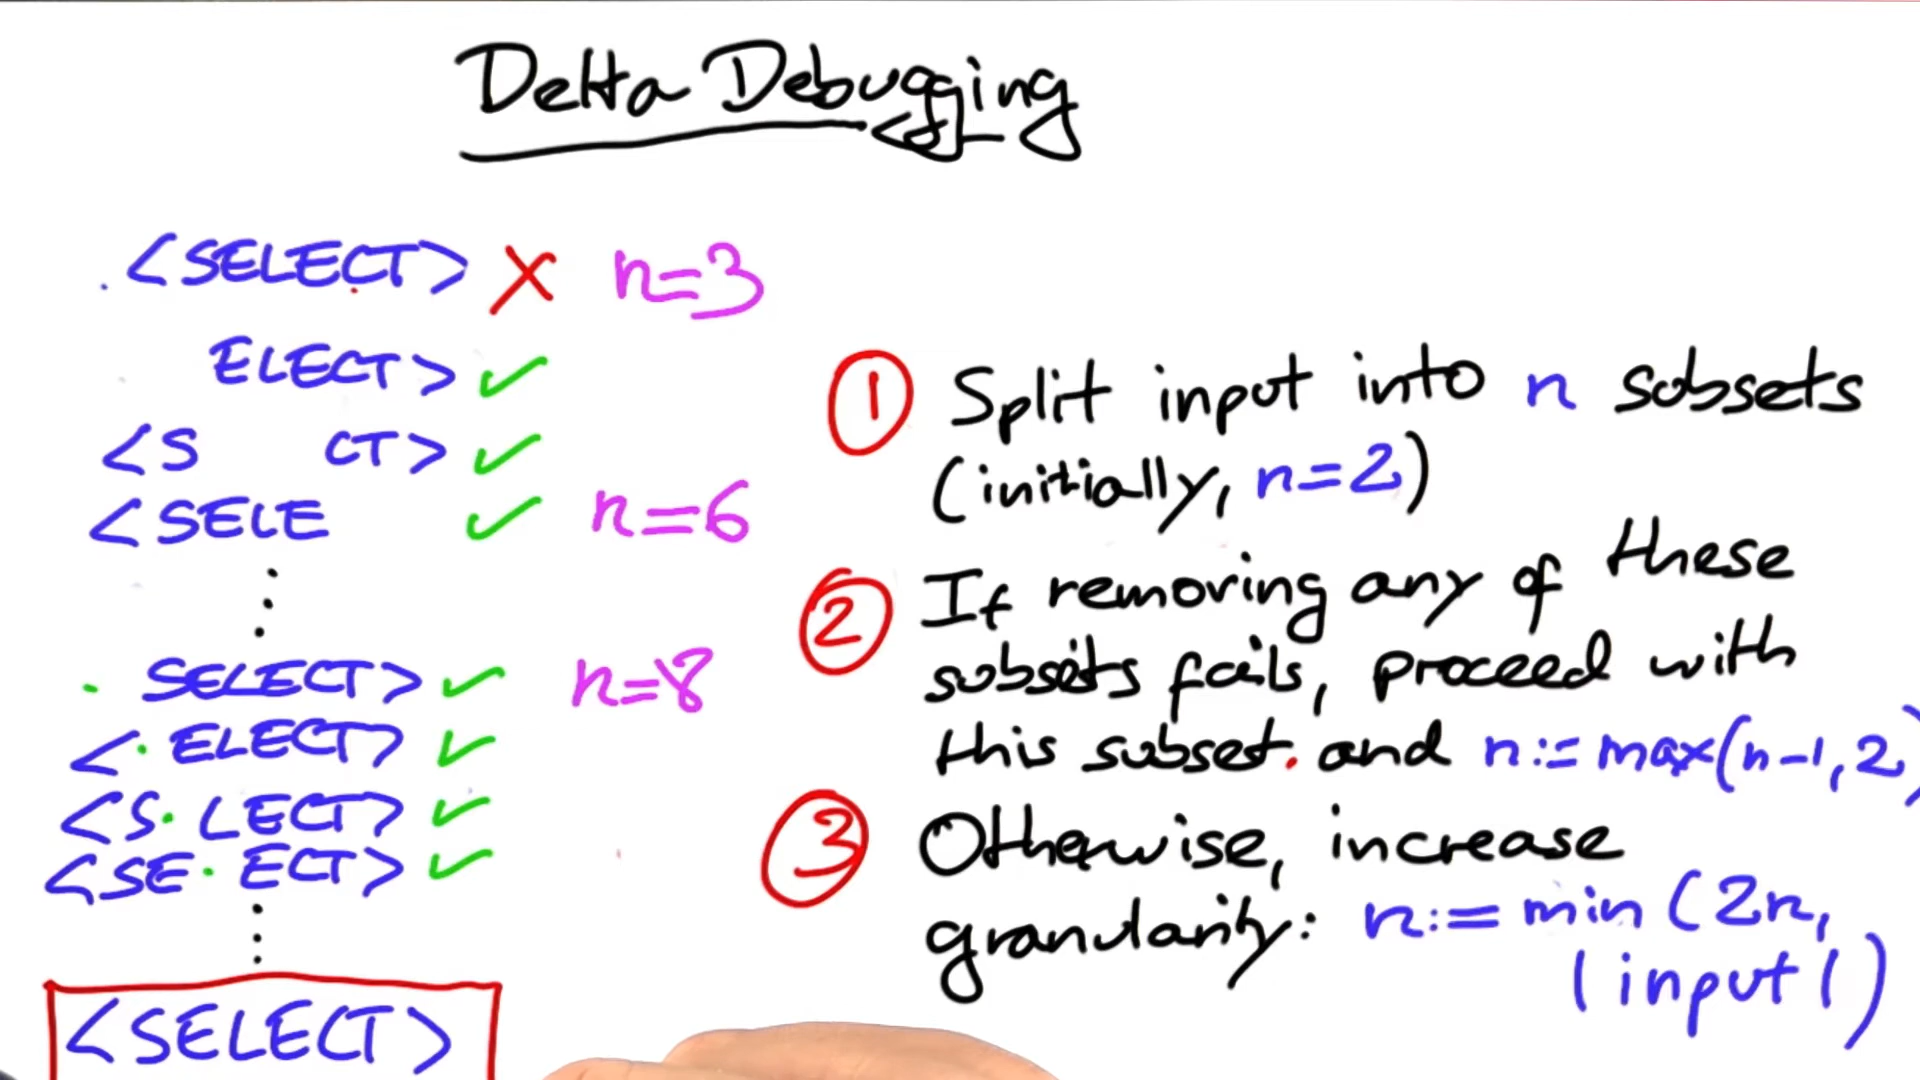 Delta Debugging
<SELECT> X n=3
ELECT> ✓
<S CT> ✓
<SELE ✓ n=6
SELECT> ✓ n=8
<· ELECT> ✓
<S· LECT> ✓
<SE· ECT> ✓
<SELECT>
1 Split input into n subsets
(initially, n=2)
2 If removing any of these
subsets fails, proceed with
this subset. and n:=max(n-1,2)
3 Otherwise, increase
granularity: n:=min(2n,
|input|)